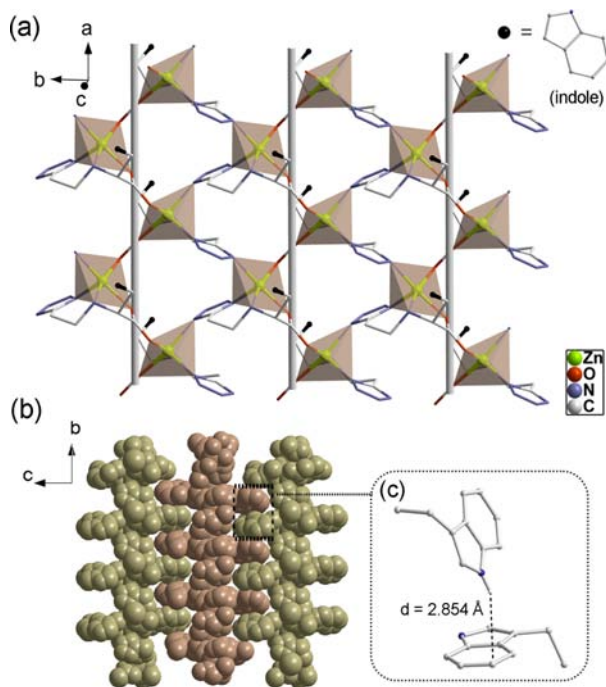 (a)
a
b
c
=
(indole)
Zn
O
N
C
(b)
b
c
(c)
d = 2.854 Å